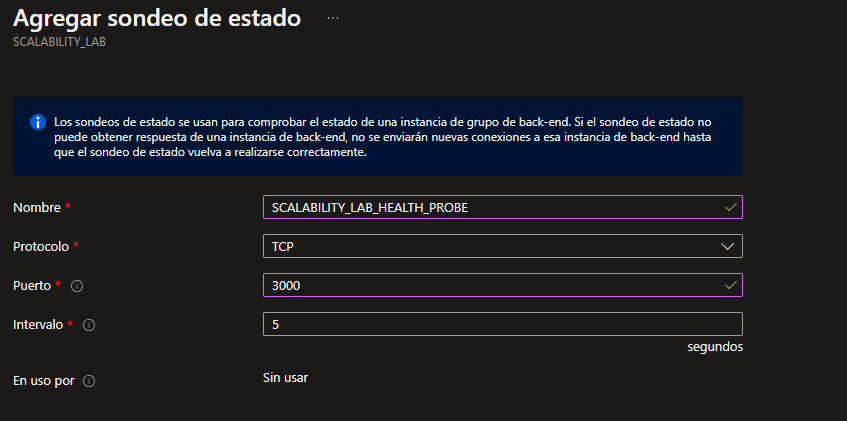 Agregar sondeo de estado ...
SCALABILITY_LAB
Los sondeos de estado se usan para comprobar el estado de una instancia de grupo de back-end. Si el sondeo de estado no
puede obtener respuesta de una instancia de back-end, no se enviarán nuevas conexiones a esa instancia de back-end hasta
que el sondeo de estado vuelva a realizarse correctamente.
Nombre * SCALABILITY_LAB_HEALTH_PROBE
Protocolo * TCP
Puerto * 3000
Intervalo * 5
segundos
En uso por Sin usar